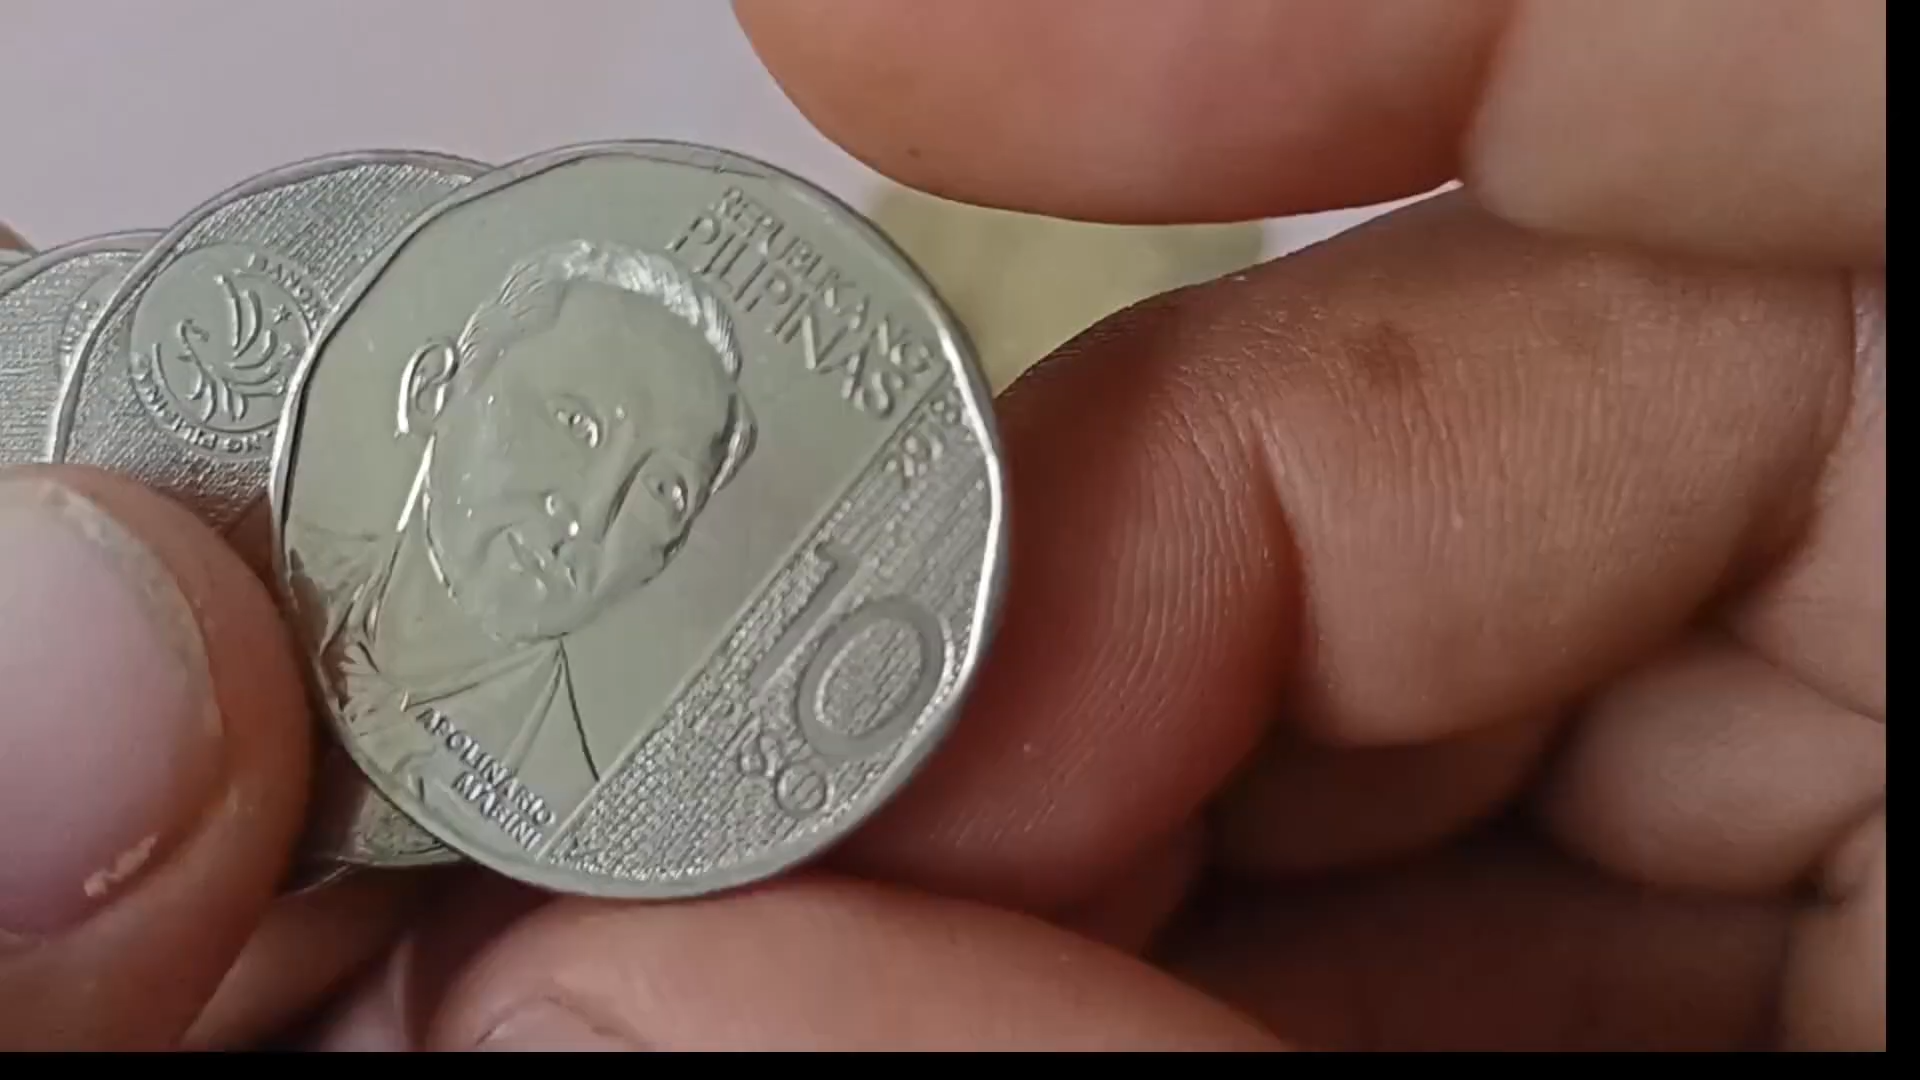 REPUBLIKA NG
PILIPINAS
10
PISO
APOLINARIO
MABINI